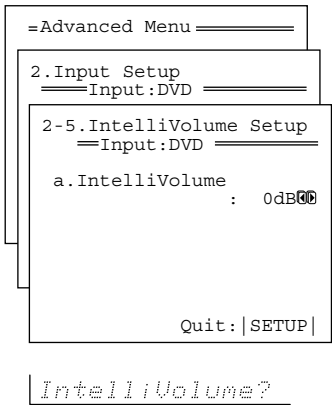 Advanced Menu
2.Input Setup
Input:DVD
2-5.IntelliVolume Setup
Input:DVD
a.IntelliVolume
: 0dB
Quit:|SETUP|
IntelliVolume?